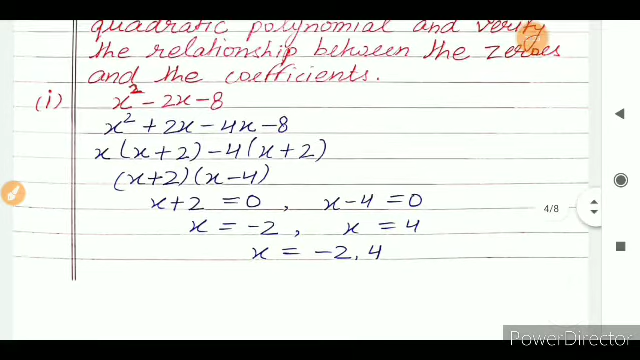 quadratic polynomial and verify
the relationship between the zeroes
and the coefficients.
(i) x² - 2x - 8
x² + 2x - 4x - 8
x(x+2) - 4(x+2)
(x+2)(x-4)
x+2 = 0, x-4 = 0
x = -2, x = 4
x = -2, 4
4/8
PowerDirector